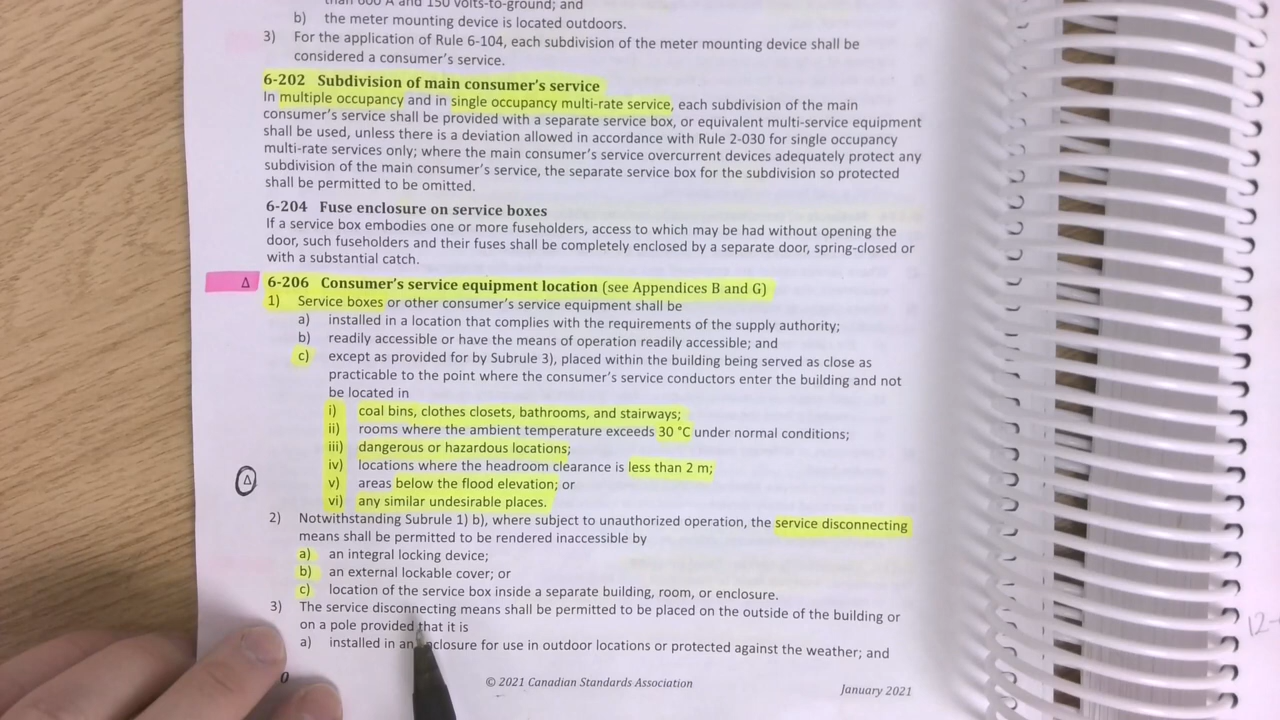 than 600 A and 150 volts-to-ground; and
b) the meter mounting device is located outdoors.
3) For the application of Rule 6-104, each subdivision of the meter mounting device shall be
considered a consumer's service.
6-202 Subdivision of main consumer's service
In multiple occupancy and in single occupancy multi-rate service, each subdivision of the main
consumer's service shall be provided with a separate service box, or equivalent multi-service equipment
shall be used, unless there is a deviation allowed in accordance with Rule 2-030 for single occupancy
multi-rate services only; where the main consumer's service overcurrent devices adequately protect any
subdivision of the main consumer's service, the separate service box for the subdivision so protected
shall be permitted to be omitted.
6-204 Fuse enclosure on service boxes
If a service box embodies one or more fuseholders, access to which may be had without opening the
door, such fuseholders and their fuses shall be completely enclosed by a separate door, spring-closed or
with a substantial catch.
Δ 6-206 Consumer's service equipment location (see Appendices B and G)
1) Service boxes or other consumer's service equipment shall be
a) installed in a location that complies with the requirements of the supply authority;
b) readily accessible or have the means of operation readily accessible; and
c) except as provided for by Subrule 3), placed within the building being served as close as
practicable to the point where the consumer's service conductors enter the building and not
be located in
i) coal bins, clothes closets, bathrooms, and stairways;
ii) rooms where the ambient temperature exceeds 30 °C under normal conditions;
iii) dangerous or hazardous locations;
iv) locations where the headroom clearance is less than 2 m;
Δ v) areas below the flood elevation; or
vi) any similar undesirable places.
2) Notwithstanding Subrule 1) b), where subject to unauthorized operation, the service disconnecting
means shall be permitted to be rendered inaccessible by
a) an integral locking device;
b) an external lockable cover; or
c) location of the service box inside a separate building, room, or enclosure.
3) The service disconnecting means shall be permitted to be placed on the outside of the building or
on a pole provided that it is
a) installed in an enclosure for use in outdoor locations or protected against the weather; and
0 © 2021 Canadian Standards Association January 2021
12-